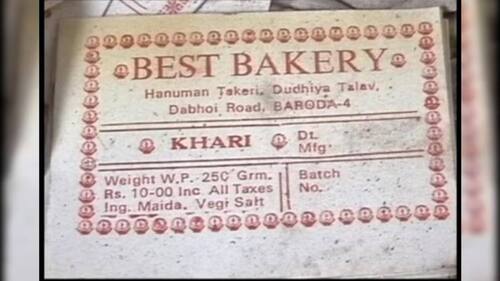 BEST BAKERY
Hanuman Tekeri, Dudhiya Talav,
Dabhoi Road, BARODA-4
KHARI
Dt.
Mfg.
Weight W.P. 250 Grm.
Rs. 10-00 Inc All Taxes
Ing. Maida, Vegi Salt
Batch
No.